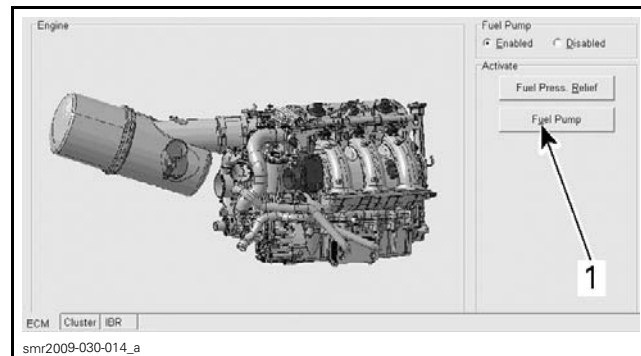 Engine
Fuel Pump
Enabled Disabled
Activate
Fuel Press. Relief
Fuel Pump
1
ECM Cluster IBR
smr2009-030-014_a